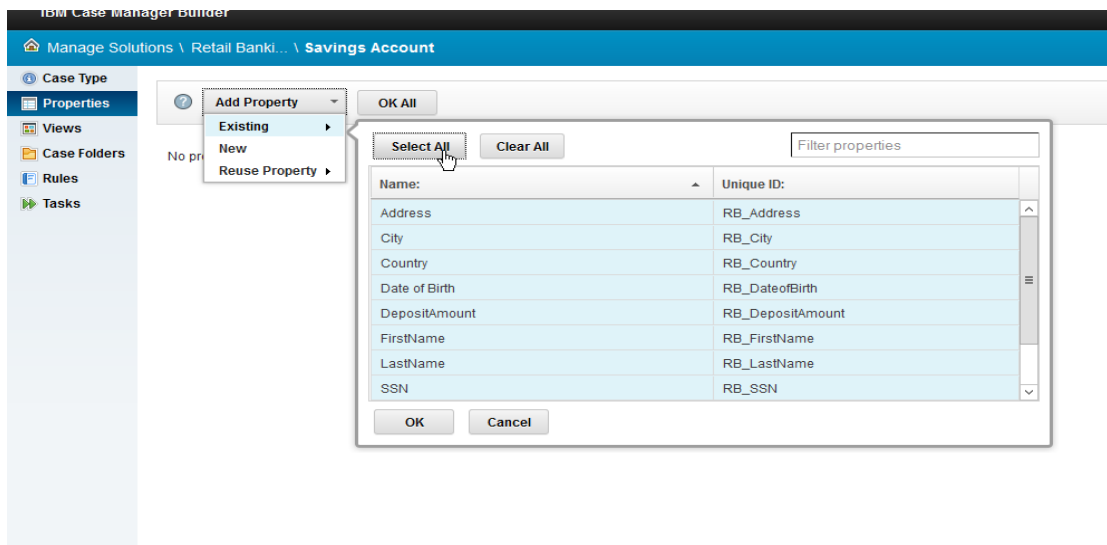 IBM Case Manager Builder
Manage Solutions \ Retail Banki... \ Savings Account
Case Type
Properties
Views
Case Folders
Rules
Tasks
Add Property
OK All
Existing
New
Reuse Property
No pr
Select All
Clear All
Filter properties
Name: Unique ID:
Address RB_Address
City RB_City
Country RB_Country
Date of Birth RB_DateofBirth
DepositAmount RB_DepositAmount
FirstName RB_FirstName
LastName RB_LastName
SSN RB_SSN
OK
Cancel